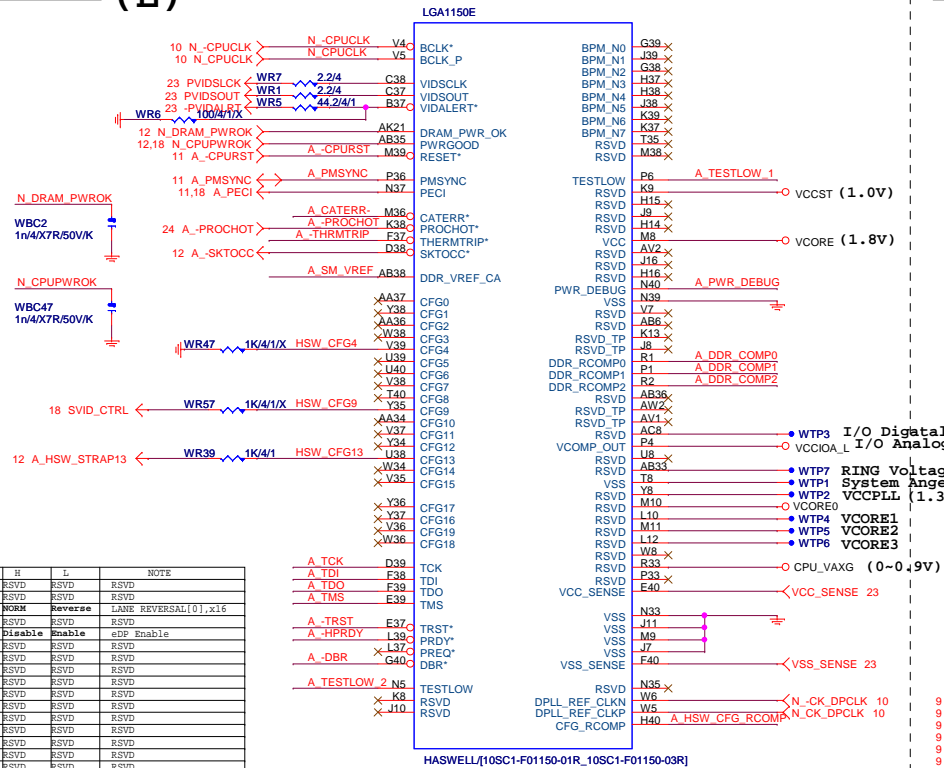 (E)
LGA1150E
10 N_-CPUCLK N_-CPUCLK V4 BCLK* BPM_N0 G39
10 N_CPUCLK N_CPUCLK V5 BCLK_P BPM_N1 J39
BPM_N2 G38
23 PVIDSLCK WR7 2.2/4 C38 VIDSCLK BPM_N3 H37
23 PVIDSOUT WR1 2.2/4 C37 VIDSOUT BPM_N4 H38
23 -PVIDALRT WR5 44.2/4/1 B37 VIDALERT* BPM_N5 J38
WR6 100/4/1/X BPM_N6 K39
12 N_DRAM_PWROK AK21 DRAM_PWR_OK BPM_N7 K37
12,18 N_CPUPWROK AB35 PWRGOOD RSVD T35
11 A_-CPURST A_-CPURST M39 RESET* RSVD M38
11 A_PMSYNC A_PMSYNC P36 PMSYNC TESTLOW P6 A_TESTLOW_1
11,18 A_PECI N37 PECI RSVD K9 VCCST (1.0V)
RSVD H15
A_CATERR- M36 CATERR* RSVD J9
24 A_-PROCHOT A_-PROCHOT K38 PROCHOT* RSVD H14
A_-THRMTRIP F37 THERMTRIP* VCC M8 VCORE (1.8V)
12 A_-SKTOCC D38 SKTOCC* RSVD AV2
RSVD J16
A_SM_VREF AB38 DDR_VREF_CA RSVD H16
PWR_DEBUG N40 A_PWR_DEBUG
AA37 CFG0 VSS N39
Y38 CFG1 RSVD V7
AA36 CFG2 RSVD AB6
W38 CFG3 RSVD_TP K13
WR47 1K/4/1/X HSW_CFG4 V39 CFG4 RSVD_TP J8
U39 CFG5 DDR_RCOMP0 R1 A_DDR_COMP0
U40 CFG6 DDR_RCOMP1 P1 A_DDR_COMP1
V38 CFG7 DDR_RCOMP2 R2 A_DDR_COMP2
T40 CFG8 RSVD AB36
18 SVID_CTRL WR57 1K/4/1/X HSW_CFG9 Y35 CFG9 RSVD_TP AW2
AA34 CFG10 RSVD_TP AV1
V37 CFG11 RSVD AC8 WTP3 I/O Digatal
Y34 CFG12 VCOMP_OUT P4 VCCIOA_L I/O Analog
12 A_HSW_STRAP13 WR39 1K/4/1 HSW_CFG13 U38 CFG13 RSVD U8
W34 CFG14 RSVD AB33 WTP7 RING Voltag
V35 CFG15 VSS T8 WTP1 System Ange
RSVD Y8 WTP2 VCCPLL (1.3
Y36 CFG17 RSVD M10 VCORE0
Y37 CFG16 RSVD L10 WTP4 VCORE1
V36 CFG19 RSVD M11 WTP5 VCORE2
W36 CFG18 RSVD L12 WTP6 VCORE3
RSVD W8
A_TCK D39 TCK RSVD R33 CPU_VAXG (0~0.9V)
A_TDI F38 TDI RSVD P33
A_TDO F39 TDO VCC_SENSE E40 VCC_SENSE 23
A_TMS E39 TMS
VSS N33
A_-TRST E37 TRST* VSS J11
A_-HPRDY L39 PRDY* VSS M9
L37 PREQ* VSS J7
A_-DBR G40 DBR* VSS_SENSE F40 VSS_SENSE 23
A_TESTLOW_2 N5 TESTLOW RSVD N35
K8 RSVD DPLL_REF_CLKN W6 N_-CK_DPCLK 10
J10 RSVD DPLL_REF_CLKP W5 N_CK_DPCLK 10
CFG_RCOMP H40 A_HSW_CFG_RCOMP
HASWELL/[10SC1-F01150-01R_10SC1-F01150-03R]
N_DRAM_PWROK
WBC2
1n/4/X7R/50V/K
N_CPUPWROK
WBC47
1n/4/X7R/50V/K
H L NOTE
RSVD RSVD RSVD
RSVD RSVD RSVD
NORM Reverse LANE REVERSAL[0],x16
RSVD RSVD RSVD
Disable Enable eDP Enable
RSVD RSVD RSVD
RSVD RSVD RSVD
RSVD RSVD RSVD
RSVD RSVD RSVD
RSVD RSVD RSVD
RSVD RSVD RSVD
RSVD RSVD RSVD
RSVD RSVD RSVD
RSVD RSVD RSVD
RSVD RSVD RSVD
RSVD RSVD RSVD
9
9
9
9
9
9